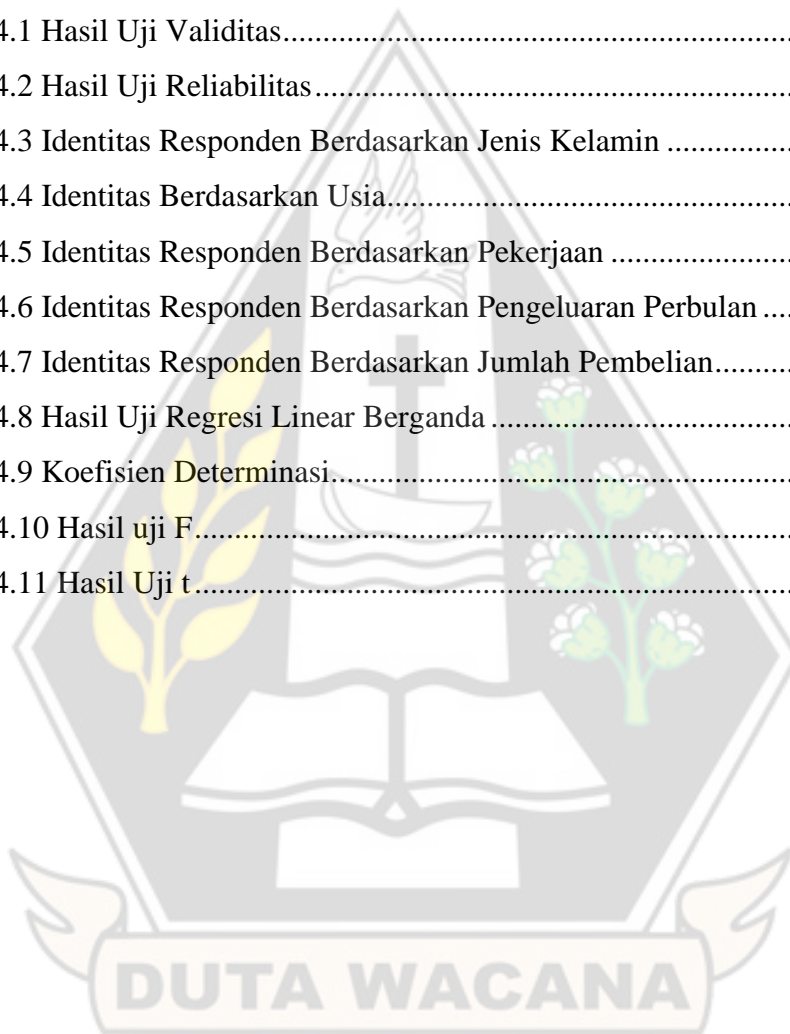 4.1 Hasil Uji Validitas................................................................
4.2 Hasil Uji Reliabilitas............................................................
4.3 Identitas Responden Berdasarkan Jenis Kelamin ................
4.4 Identitas Berdasarkan Usia...................................................
4.5 Identitas Responden Berdasarkan Pekerjaan .......................
4.6 Identitas Responden Berdasarkan Pengeluaran Perbulan ....
4.7 Identitas Responden Berdasarkan Jumlah Pembelian..........
4.8 Hasil Uji Regresi Linear Berganda ......................................
4.9 Koefisien Determinasi..........................................................
4.10 Hasil uji F...........................................................................
4.11 Hasil Uji t...........................................................................
DUTA WACANA